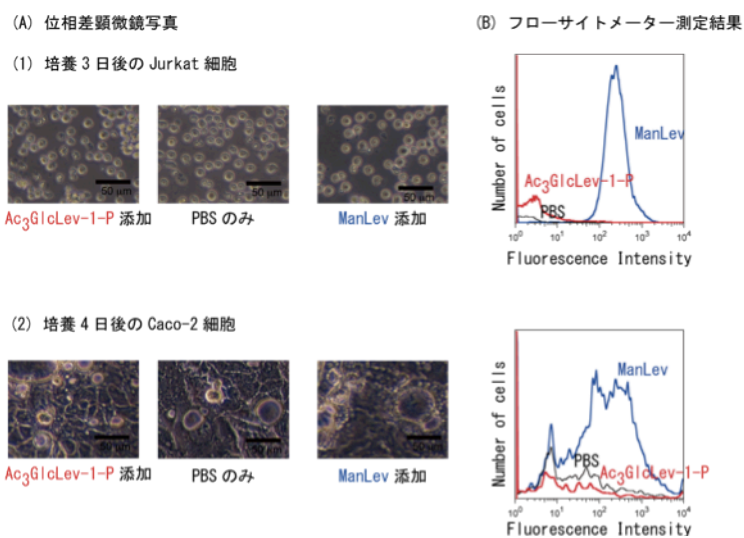 (A) 位相差顕微鏡写真
(B) フローサイトメーター測定結果
(1) 培養3日後の Jurkat 細胞
50 μm
50 μm
50 μm
Ac3GlcLev-1-P 添加
PBS のみ
ManLev 添加
Number of cells
ManLev
Ac3GlcLev-1-P
PBS
10⁰ 10¹ 10² 10³ 10⁴
Fluorescence Intensity
(2) 培養4日後の Caco-2 細胞
Ac3GlcLev-1-P 添加
PBS のみ
ManLev 添加
Number of cells
ManLev
PBS
Ac3GlcLev-1-P
10⁰ 10¹ 10² 10³ 10⁴
Fluorescence Intensity